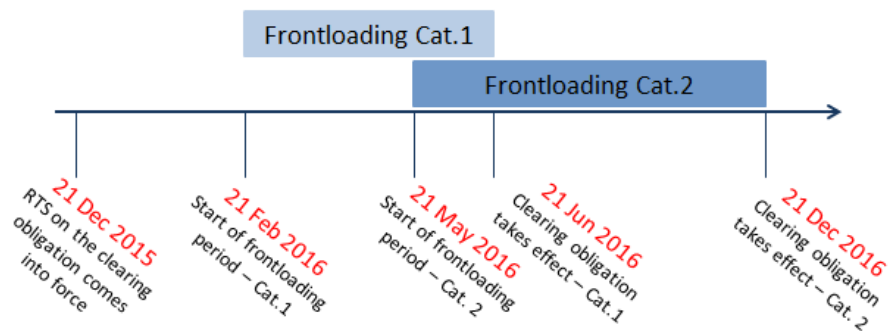 Frontloading Cat.1
Frontloading Cat.2
21 Dec 2015
RTS on the clearing
obligation comes
into force
21 Feb 2016
Start of frontloading
period – Cat.1
21 May 2016
Start of frontloading
period – Cat. 2
21 Jun 2016
Clearing obligation
takes effect – Cat.1
21 Dec 2016
Clearing obligation
takes effect – Cat. 2